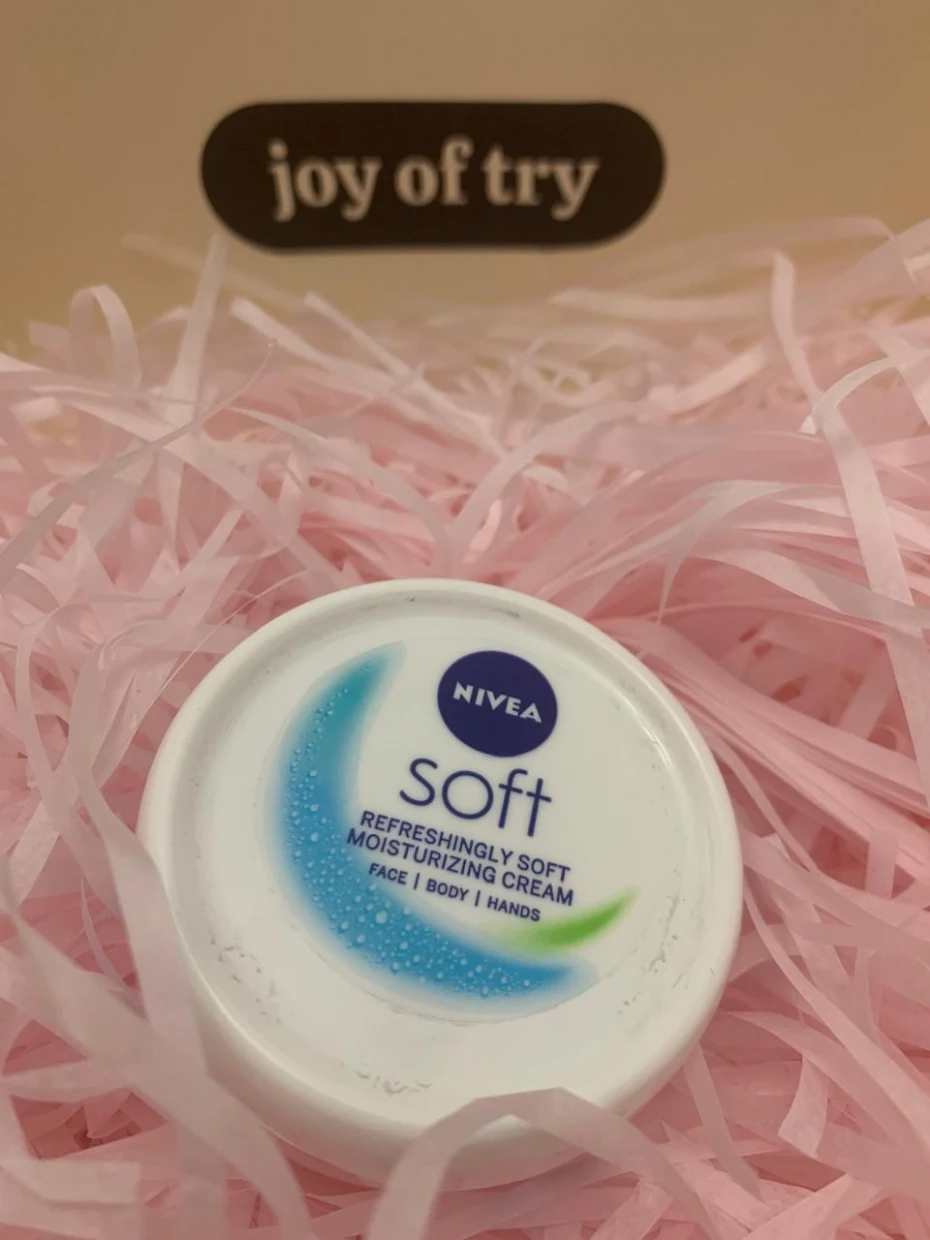 joy of try
NIVEA
soft
REFRESHINGLY SOFT
MOISTURIZING CREAM
FACE | BODY | HANDS